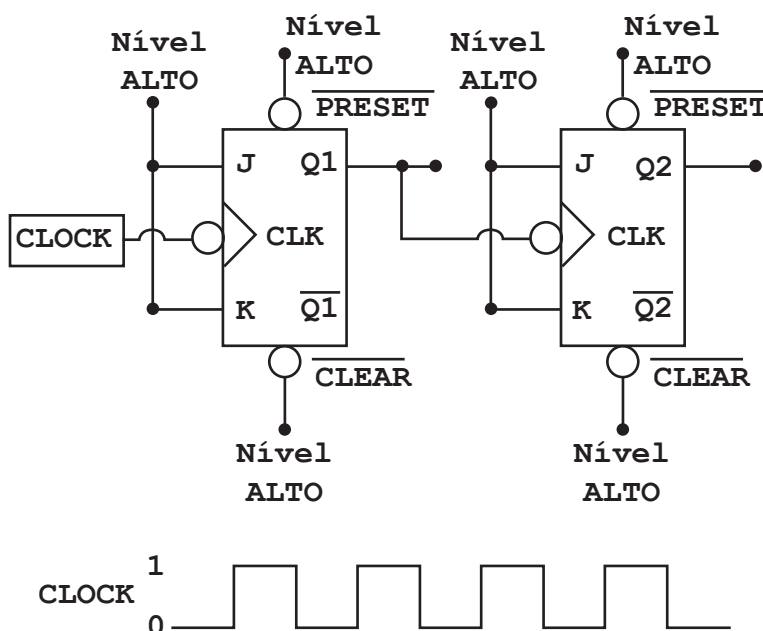 Nível
ALTO
Nível
ALTO
PRESET
Nível
ALTO
Nível
ALTO
PRESET
J
Q1
J
Q2
CLOCK
CLK
CLK
K
Q1
K
Q2
CLEAR
CLEAR
Nível
ALTO
Nível
ALTO
1
CLOCK
0